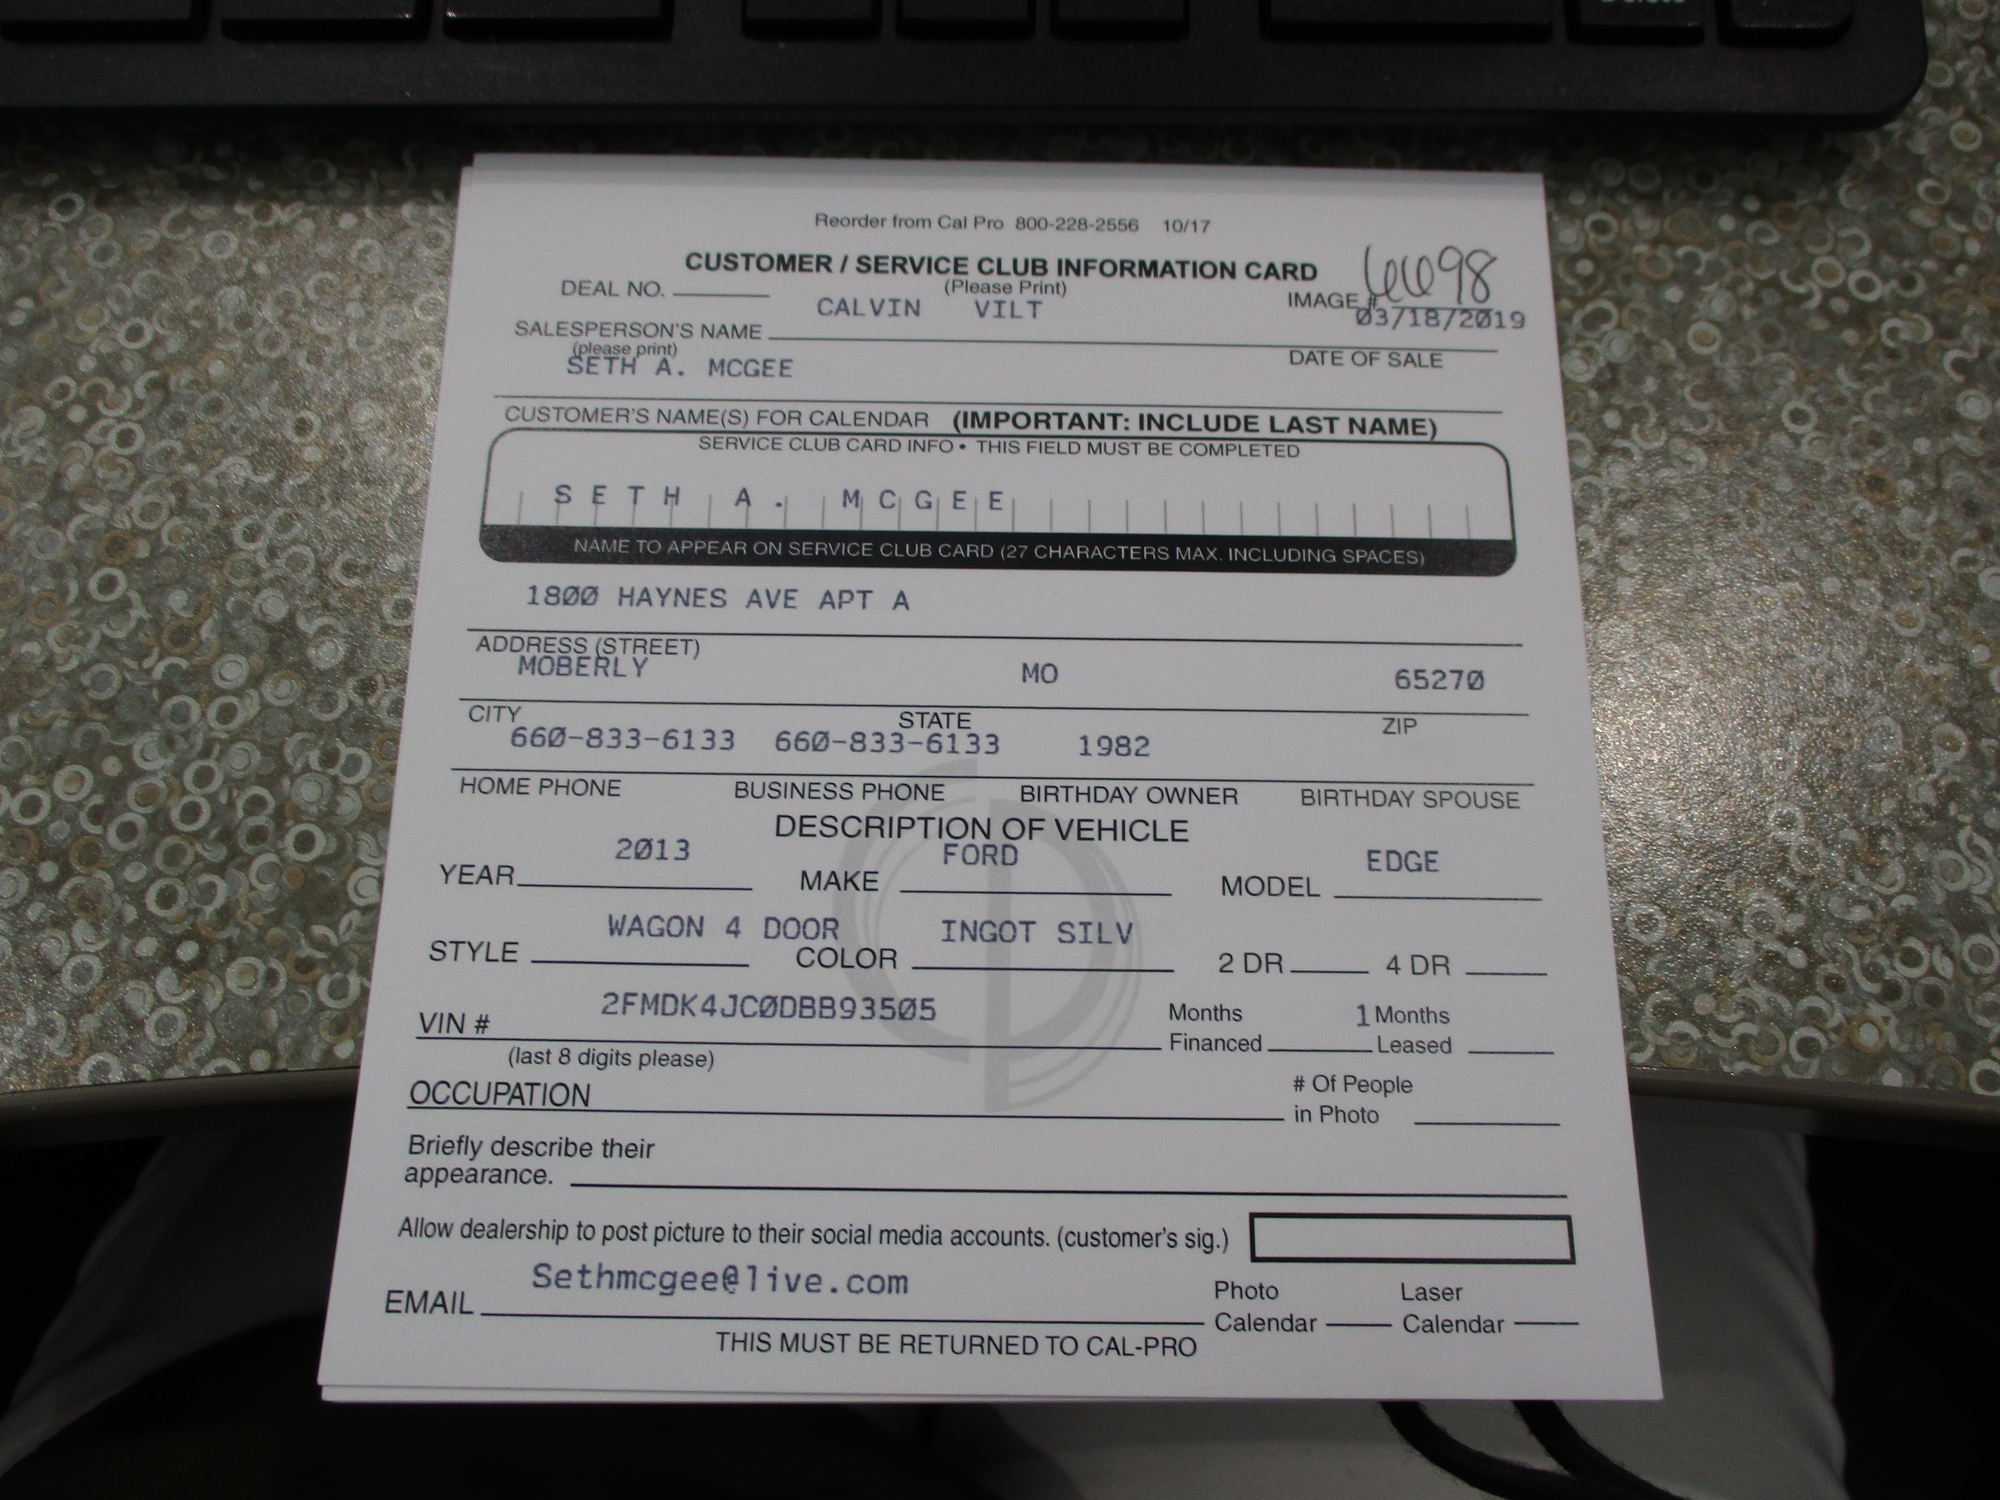 Delete
Reorder from Cal Pro 800-228-2556 10/17
CUSTOMER / SERVICE CLUB INFORMATION CARD
(Please Print)
DEAL NO.
IMAGE # 6698
CALVIN VILT
03/18/2019
SALESPERSON'S NAME
(please print)
DATE OF SALE
SETH A. MCGEE
CUSTOMER'S NAME(S) FOR CALENDAR (IMPORTANT: INCLUDE LAST NAME)
SERVICE CLUB CARD INFO • THIS FIELD MUST BE COMPLETED
SETH A. MCGEE
NAME TO APPEAR ON SERVICE CLUB CARD (27 CHARACTERS MAX. INCLUDING SPACES)
1800 HAYNES AVE APT A
ADDRESS (STREET)
MOBERLY MO 65270
CITY STATE ZIP
660-833-6133 660-833-6133 1982
HOME PHONE BUSINESS PHONE BIRTHDAY OWNER BIRTHDAY SPOUSE
DESCRIPTION OF VEHICLE
2013 FORD EDGE
YEAR MAKE MODEL
WAGON 4 DOOR INGOT SILV
STYLE COLOR 2 DR 4 DR
2FMDK4JC0DBB93505
VIN #
(last 8 digits please)
Months Financed 1 Months Leased
OCCUPATION
# Of People
in Photo
Briefly describe their
appearance.
Allow dealership to post picture to their social media accounts. (customer's sig.)
Sethmcgee@live.com
EMAIL
Photo Calendar Laser Calendar
THIS MUST BE RETURNED TO CAL-PRO